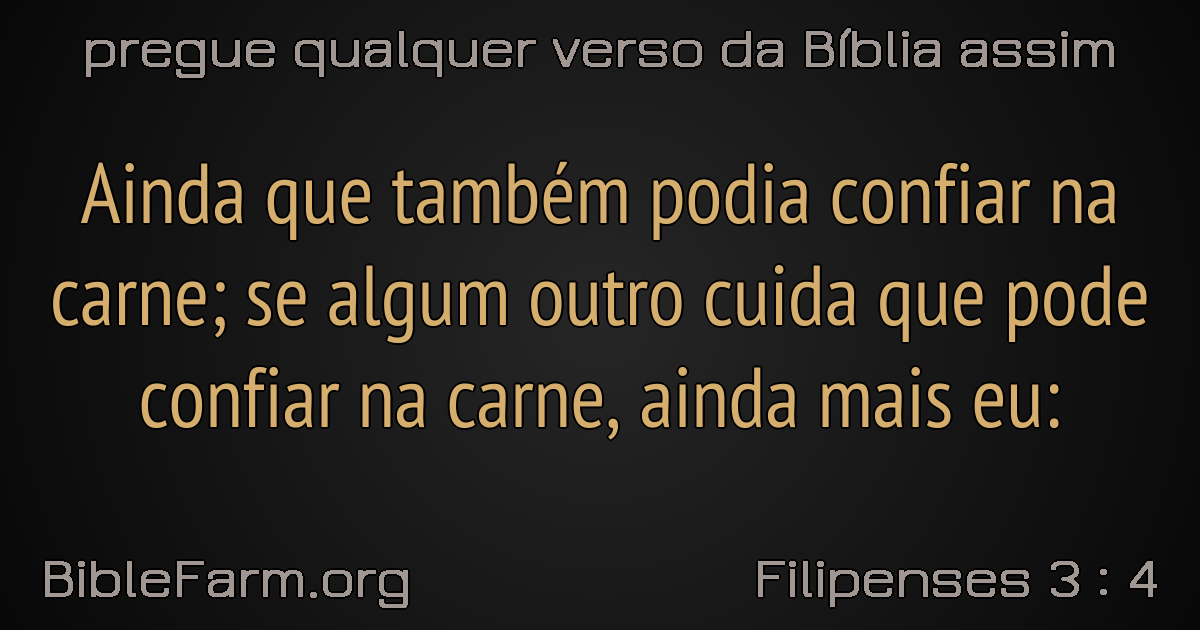 pregue qualquer verso da Bíblia assim
Ainda que também podia confiar na
carne; se algum outro cuida que pode
confiar na carne, ainda mais eu:
BibleFarm.org
Filipenses 3 : 4